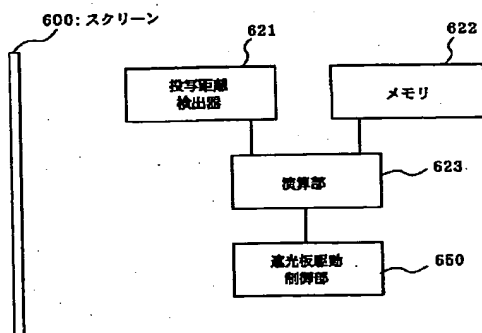 600:スクリーン
621
622
投写距離
検出器
メモリ
演算部
623
遮光板駆動
制御部
650